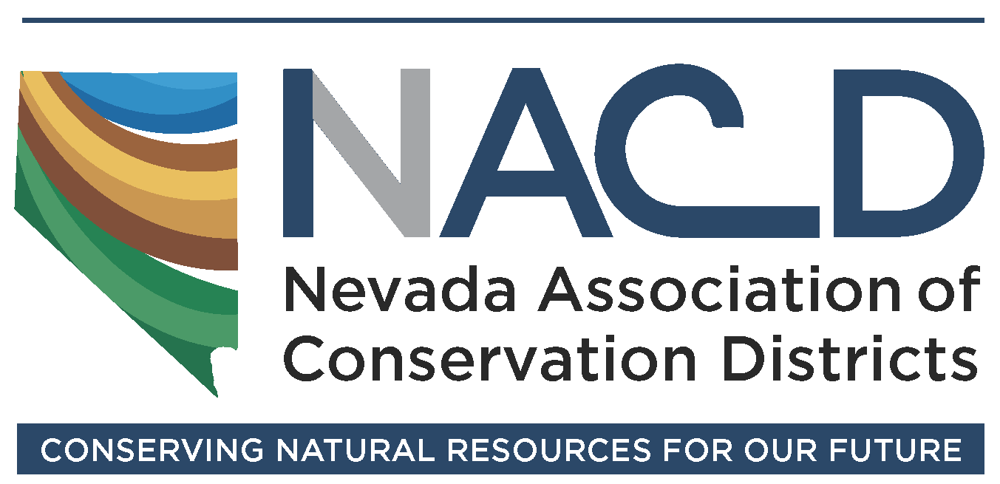 NACD
Nevada Association of
Conservation Districts
CONSERVING NATURAL RESOURCES FOR OUR FUTURE